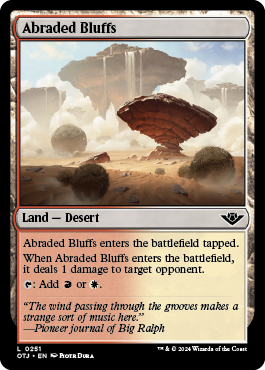 Abraded Bluffs
Land — Desert
Abraded Bluffs enters the battlefield tapped.
When Abraded Bluffs enters the battlefield,
it deals 1 damage to target opponent.
: Add or .
“The wind passing through the grooves makes a
strange sort of music here.”
—Pioneer journal of Big Ralph
L 0251
OTJ • EN Piotr Dura
™ & © 2024 Wizards of the Coast